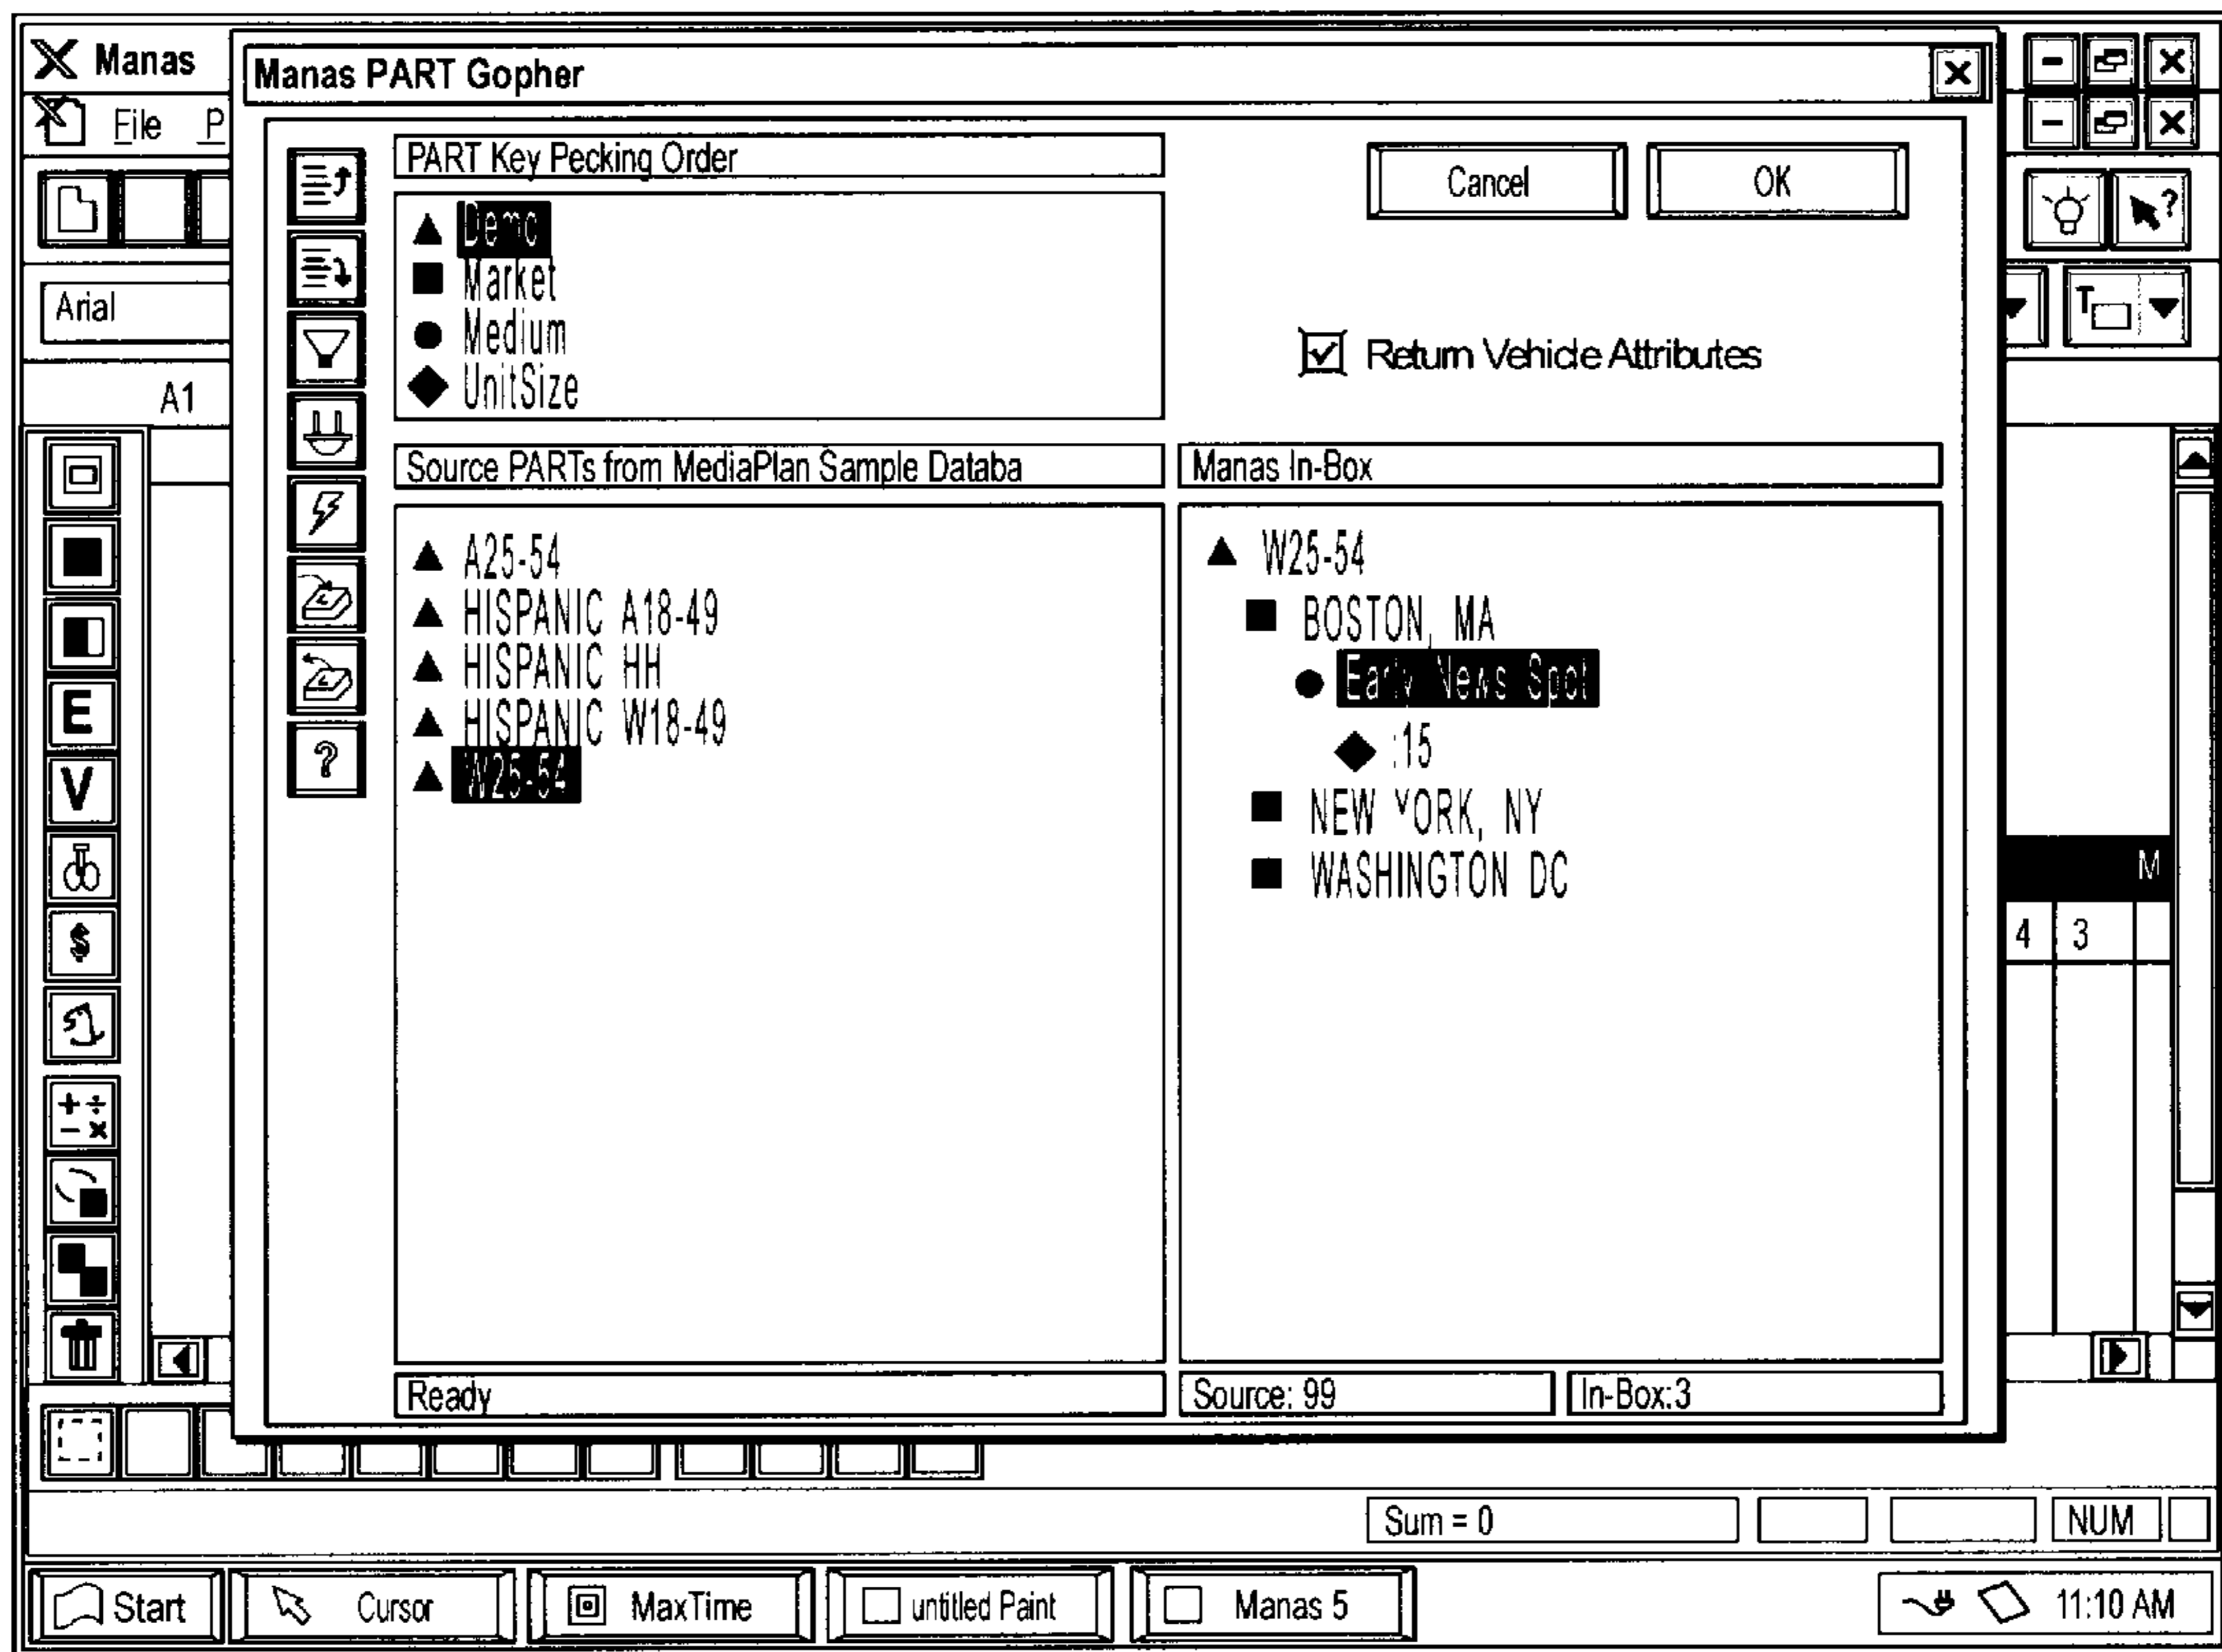 Manas
Manas PART Gopher
File P
PART Key Pecking Order
Cancel
OK
Demo
Market
Medium
UnitSize
Return Vehicle Attributes
Arial
A1
Source PARTs from MediaPlan Sample Databa
Manas In-Box
A25-54
HISPANIC A18-49
HISPANIC HH
HISPANIC W18-49
W25-54
W25-54
BOSTON, MA
Early News Spot
:15
NEW YORK, NY
WASHINGTON DC
?
?
T
E
V
$
M
4 3
Ready
Source: 99
In-Box:3
Sum = 0
NUM
Start
Cursor
MaxTime
untitled Paint
Manas 5
11:10 AM